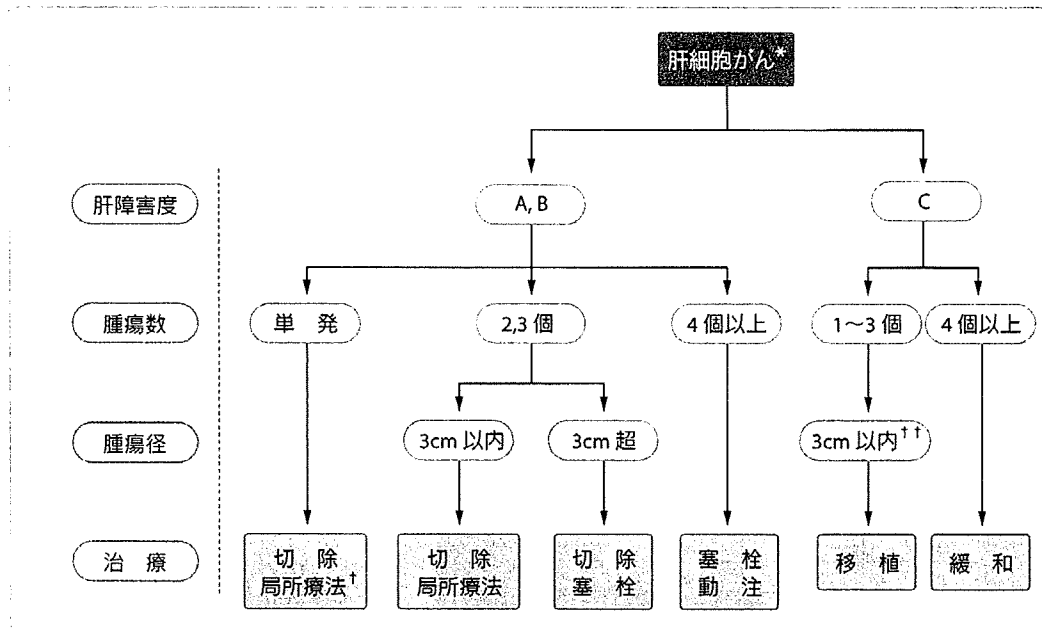 肝細胞がん*
肝障害度
A, B
C
腫瘍数
単 発
2,3 個
4 個以上
1〜3 個
4 個以上
腫瘍径
3cm 以内
3cm 超
3cm 以内††
治 療
切 除
局所療法†
切 除
局所療法
切 除
塞 栓
塞 栓
動 注
移 植
緩 和